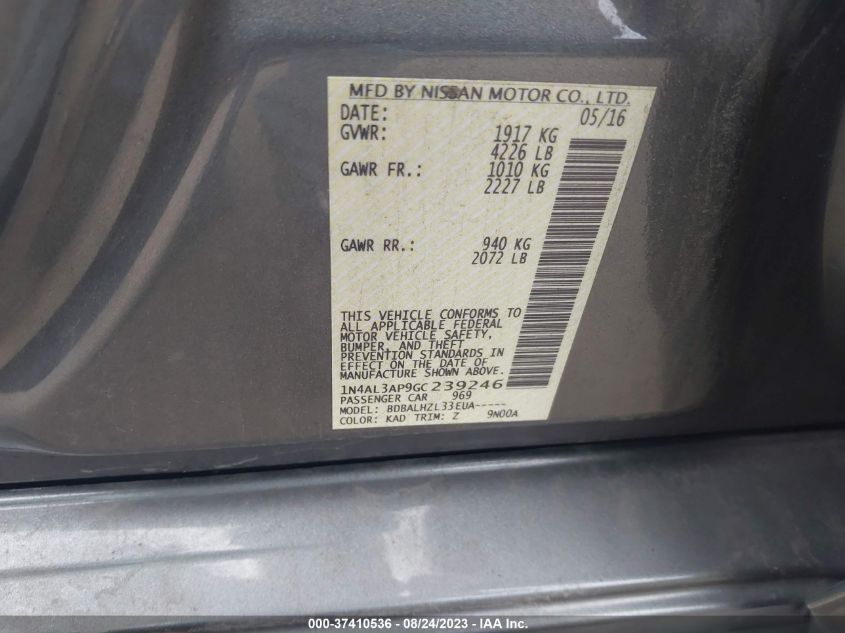 MFD BY NISSAN MOTOR CO., LTD.
DATE: 05/16
GVWR: 1917 KG
4226 LB
GAWR FR.: 1010 KG
2227 LB
GAWR RR.: 940 KG
2072 LB
THIS VEHICLE CONFORMS TO
ALL APPLICABLE FEDERAL
MOTOR VEHICLE SAFETY,
BUMPER, AND THEFT
PREVENTION STANDARDS IN
EFFECT ON THE DATE OF
MANUFACTURE SHOWN ABOVE.
1N4AL3AP9GC239246
PASSENGER CAR 969
MODEL: BDBALHZL33EUA-----
COLOR: KAD TRIM: Z 9N00A
000-37410536 - 08/24/2023 - © IAA Inc.